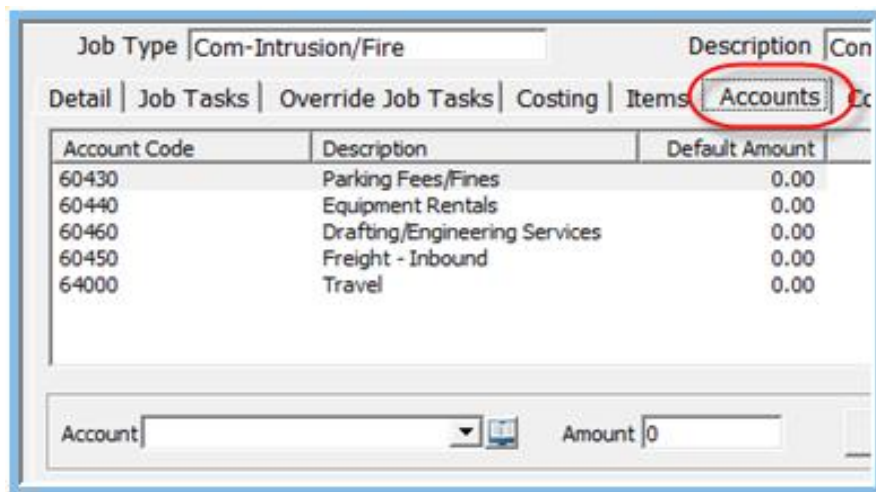 Job Type Com-Intrusion/Fire Description Con
Detail Job Tasks Override Job Tasks Costing Items Accounts Co
Account Code Description Default Amount
60430 Parking Fees/Fines 0.00
60440 Equipment Rentals 0.00
60460 Drafting/Engineering Services 0.00
60450 Freight - Inbound 0.00
64000 Travel 0.00
Account Amount 0